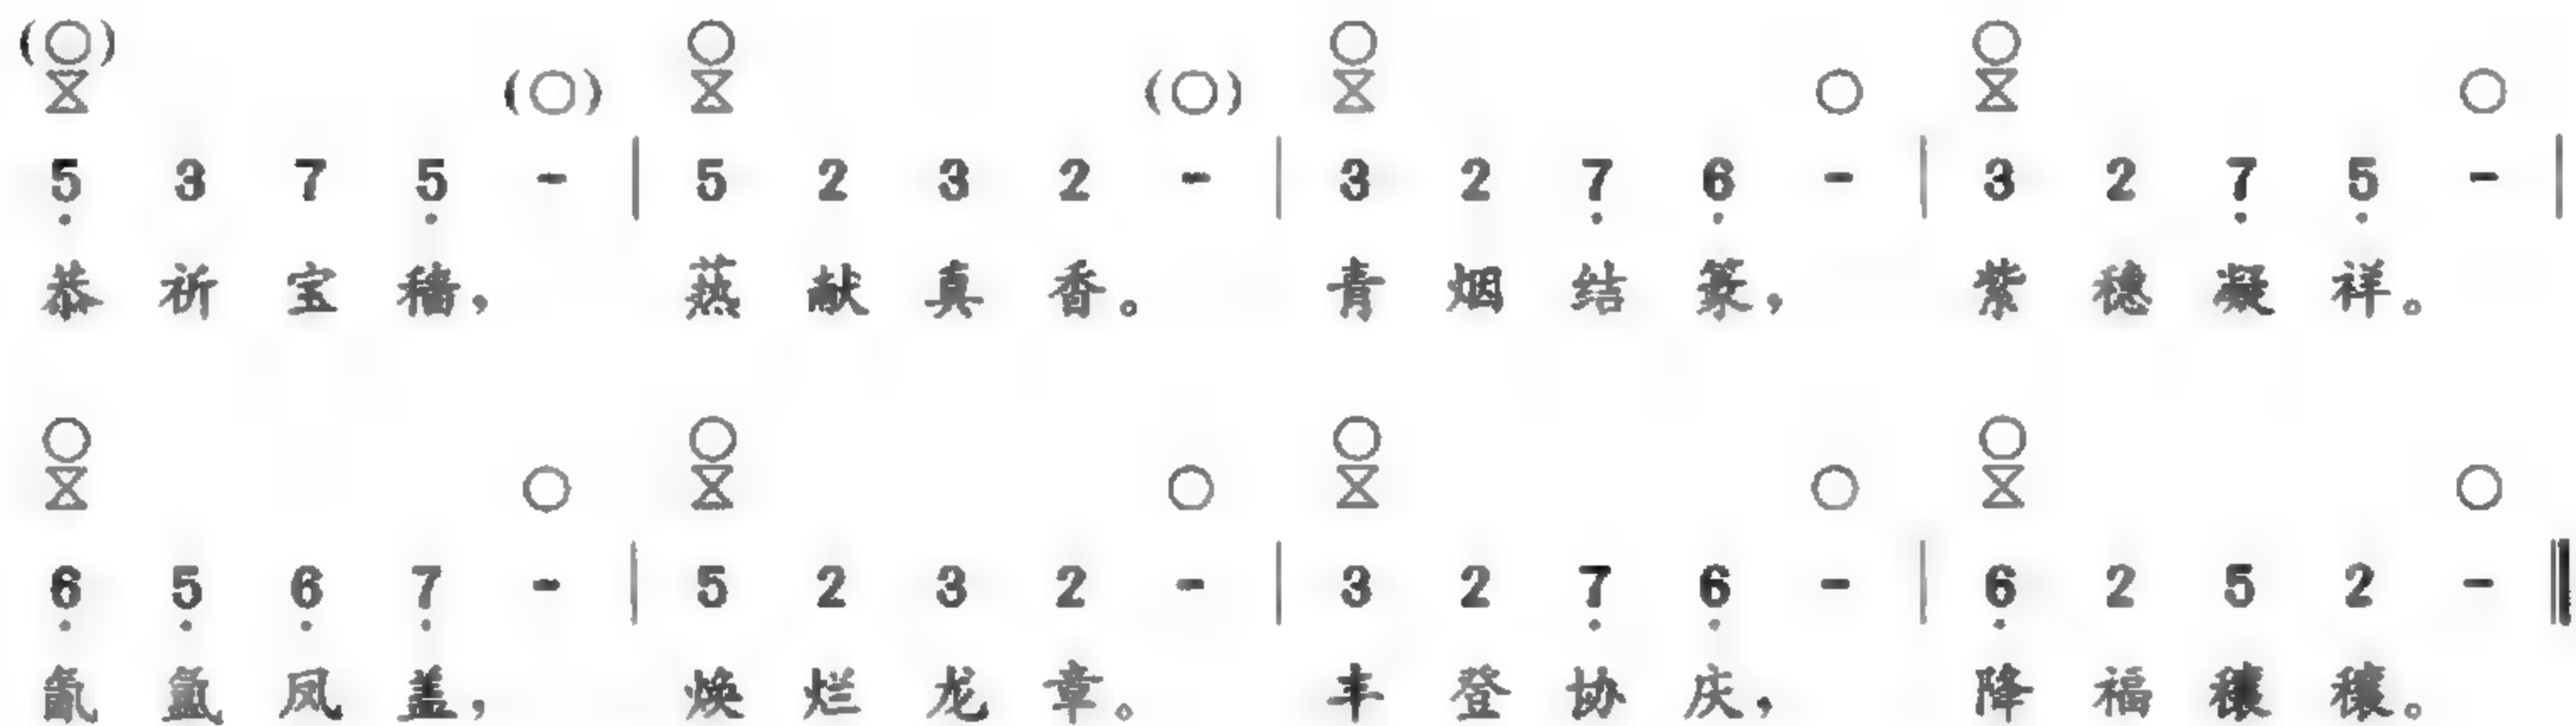 (○) ○ ○ ○
⧖ (○) ⧖ (○) ⧖ ○ ⧖ ○
5̣ 3 7 5̣ - | 5 2 3 2 - | 3 2 7̣ 6̣ - | 3 2 7̣ 5̣ - |
恭祈宝穑, 爇献真香。 青烟结篆, 紫穗凝祥。
○ ○ ○ ○
⧖ ○ ⧖ ○ ⧖ ○ ⧖ ○
6̣ 5̣ 6̣ 7̣ - | 5 2 3 2 - | 3 2 7̣ 6̣ - | 6̣ 2 5 2 - ‖
氤氲凤盖, 焕烂龙章。 丰登协庆, 降福穰穰。